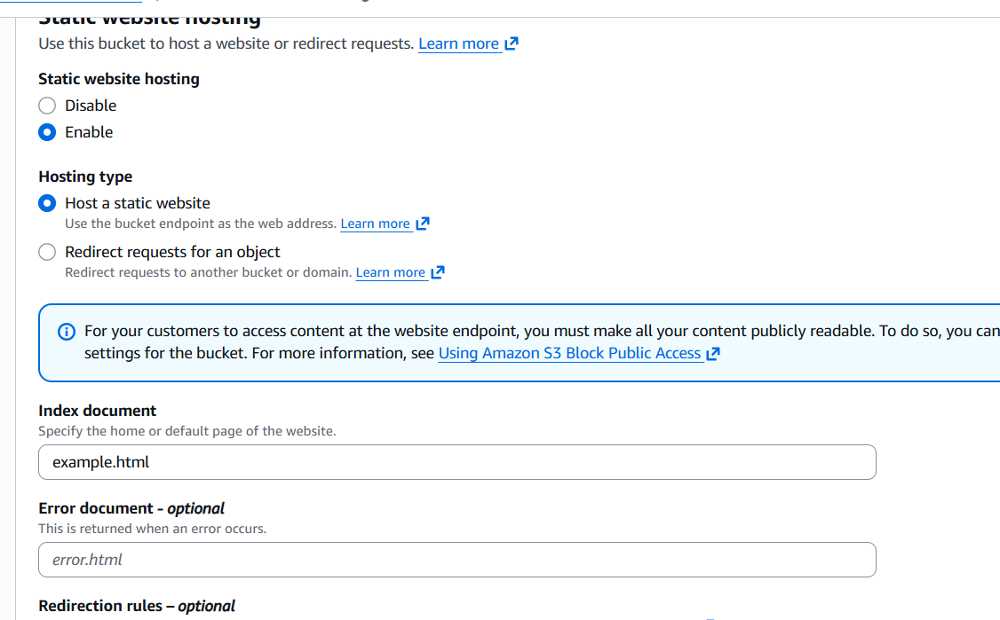 Static website hosting
Use this bucket to host a website or redirect requests. Learn more
Static website hosting
Disable
Enable
Hosting type
Host a static website
Use the bucket endpoint as the web address. Learn more
Redirect requests for an object
Redirect requests to another bucket or domain. Learn more
For your customers to access content at the website endpoint, you must make all your content publicly readable. To do so, you can
settings for the bucket. For more information, see Using Amazon S3 Block Public Access
Index document
Specify the home or default page of the website.
example.html
Error document - optional
This is returned when an error occurs.
error.html
Redirection rules – optional